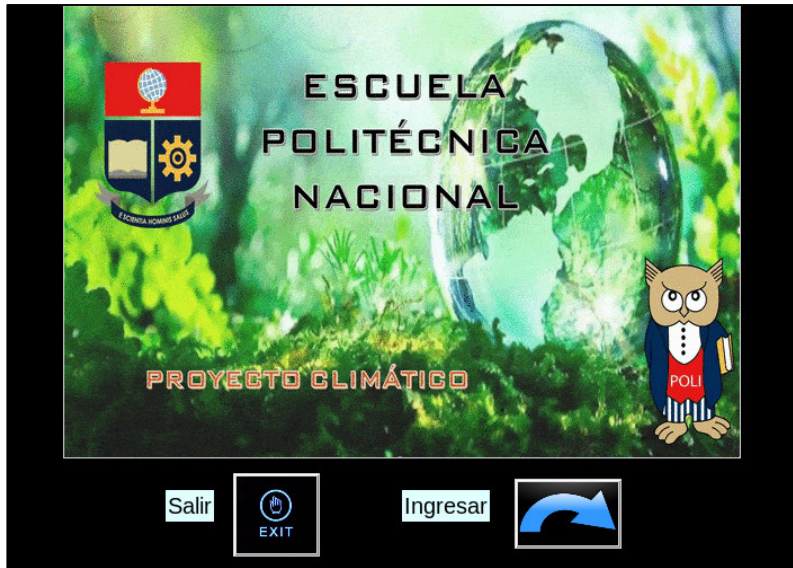 ESCUELA
POLITÉCNICA
NACIONAL
E SCIENTIA HOMINIS SALUS
PROYECTO CLIMÁTICO
POLI
Salir
EXIT
Ingresar